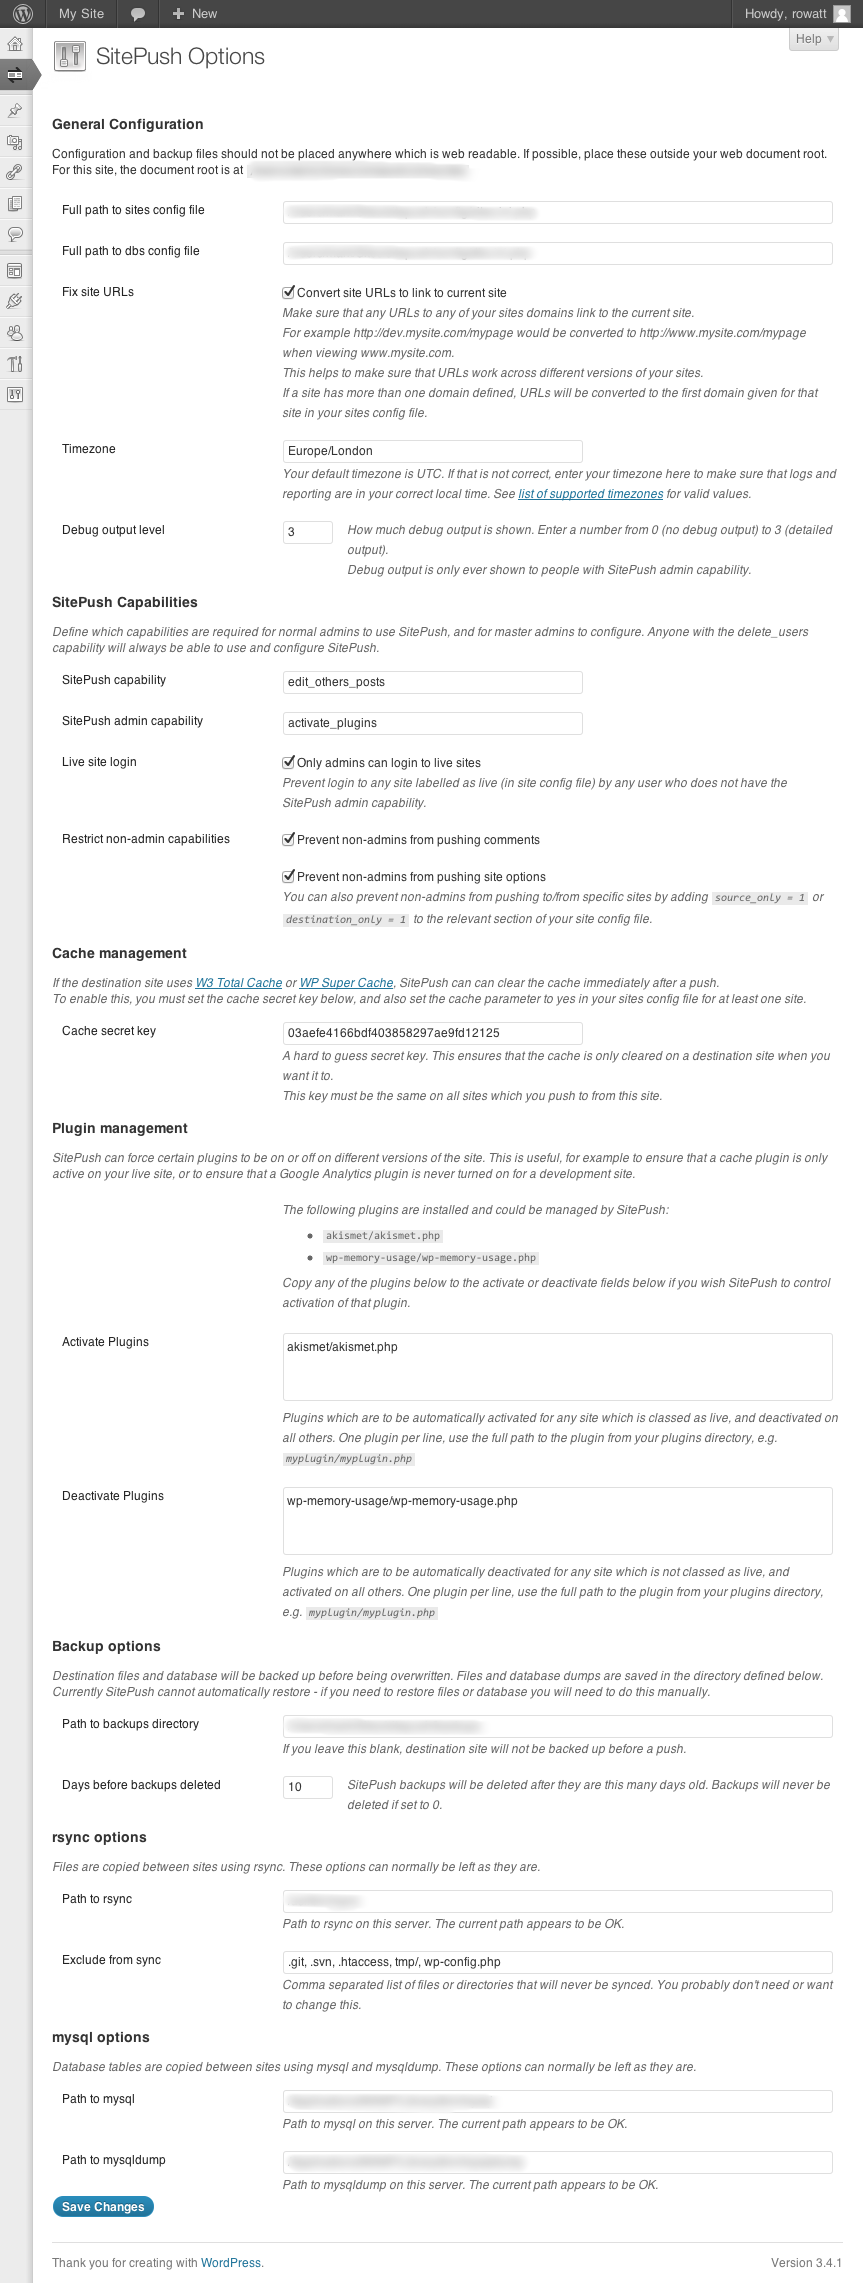 My Site
New
Howdy, rowatt
Help
SitePush Options
General Configuration
Configuration and backup files should not be placed anywhere which is web readable. If possible, place these outside your web document root.
For this site, the document root is at
Full path to sites config file
Full path to dbs config file
Fix site URLs
Convert site URLs to link to current site
Make sure that any URLs to any of your sites domains link to the current site.
For example http://dev.mysite.com/mypage would be converted to http://www.mysite.com/mypage
when viewing www.mysite.com.
This helps to make sure that URLs work across different versions of your sites.
If a site has more than one domain defined, URLs will be converted to the first domain given for that
site in your sites config file.
Timezone
Europe/London
Your default timezone is UTC. If that is not correct, enter your timezone here to make sure that logs and
reporting are in your correct local time. See list of supported timezones for valid values.
Debug output level
3
How much debug output is shown. Enter a number from 0 (no debug output) to 3 (detailed
output).
Debug output is only ever shown to people with SitePush admin capability.
SitePush Capabilities
Define which capabilities are required for normal admins to use SitePush, and for master admins to configure. Anyone with the delete_users
capability will always be able to use and configure SitePush.
SitePush capability
edit_others_posts
SitePush admin capability
activate_plugins
Live site login
Only admins can login to live sites
Prevent login to any site labelled as live (in site config file) by any user who does not have the
SitePush admin capability.
Restrict non-admin capabilities
Prevent non-admins from pushing comments
Prevent non-admins from pushing site options
You can also prevent non-admins from pushing to/from specific sites by adding source_only = 1 or
destination_only = 1 to the relevant section of your site config file.
Cache management
If the destination site uses W3 Total Cache or WP Super Cache, SitePush can can clear the cache immediately after a push.
To enable this, you must set the cache secret key below, and also set the cache parameter to yes in your sites config file for at least one site.
Cache secret key
03aefe4166bdf403858297ae9fd12125
A hard to guess secret key. This ensures that the cache is only cleared on a destination site when you
want it to.
This key must be the same on all sites which you push to from this site.
Plugin management
SitePush can force certain plugins to be on or off on different versions of the site. This is useful, for example to ensure that a cache plugin is only
active on your live site, or to ensure that a Google Analytics plugin is never turned on for a development site.
The following plugins are installed and could be managed by SitePush:
akismet/akismet.php
wp-memory-usage/wp-memory-usage.php
Copy any of the plugins below to the activate or deactivate fields below if you wish SitePush to control
activation of that plugin.
Activate Plugins
akismet/akismet.php
Plugins which are to be automatically activated for any site which is classed as live, and deactivated on
all others. One plugin per line, use the full path to the plugin from your plugins directory, e.g.
myplugin/myplugin.php
Deactivate Plugins
wp-memory-usage/wp-memory-usage.php
Plugins which are to be automatically deactivated for any site which is not classed as live, and
activated on all others. One plugin per line, use the full path to the plugin from your plugins directory,
e.g. myplugin/myplugin.php
Backup options
Destination files and database will be backed up before being overwritten. Files and database dumps are saved in the directory defined below.
Currently SitePush cannot automatically restore - if you need to restore files or database you will need to do this manually.
Path to backups directory
If you leave this blank, destination site will not be backed up before a push.
Days before backups deleted
10
SitePush backups will be deleted after they are this many days old. Backups will never be
deleted if set to 0.
rsync options
Files are copied between sites using rsync. These options can normally be left as they are.
Path to rsync
Path to rsync on this server. The current path appears to be OK.
Exclude from sync
.git, .svn, .htaccess, tmp/, wp-config.php
Comma separated list of files or directories that will never be synced. You probably don't need or want
to change this.
mysql options
Database tables are copied between sites using mysql and mysqldump. These options can normally be left as they are.
Path to mysql
Path to mysql on this server. The current path appears to be OK.
Path to mysqldump
Path to mysqldump on this server. The current path appears to be OK.
Save Changes
Thank you for creating with WordPress.
Version 3.4.1